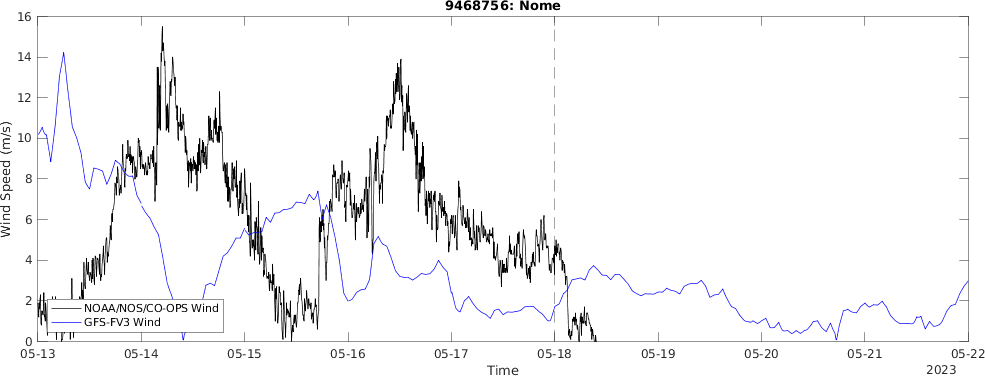 9468756: Nome
16
14
12
10
8
6
4
2
0
Wind Speed (m/s)
NOAA/NOS/CO-OPS Wind
GFS-FV3 Wind
05-13 05-14 05-15 05-16 05-17 05-18 05-19 05-20 05-21 05-22
Time
2023